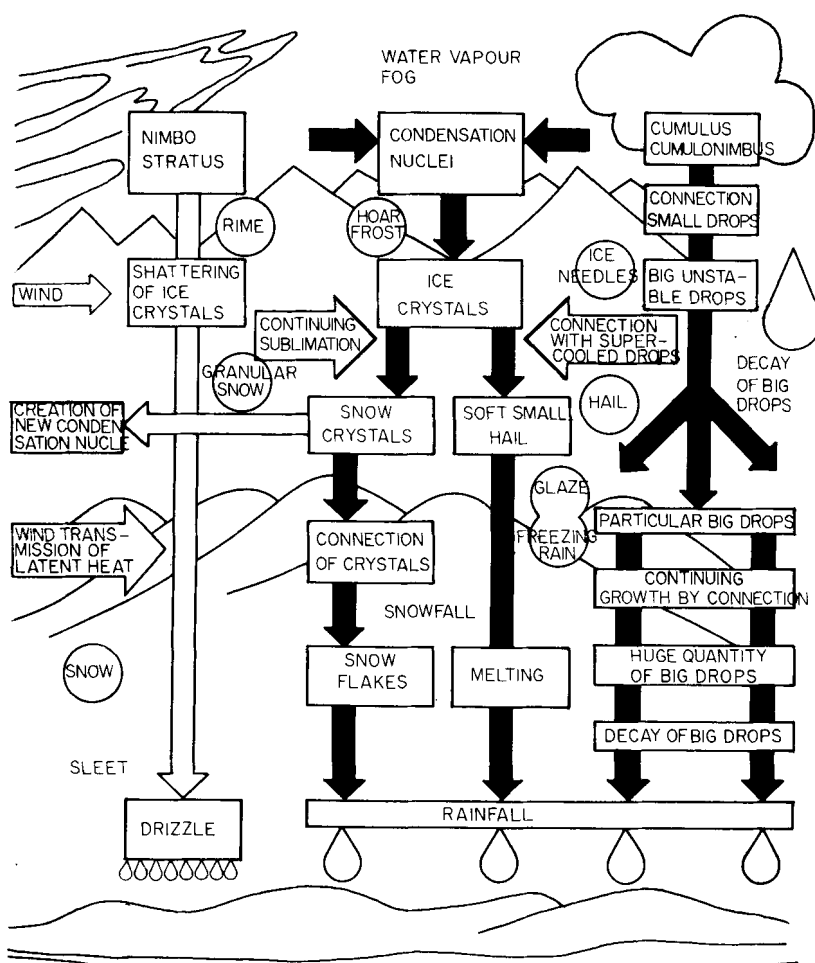 WATER VAPOUR
FOG
NIMBO
STRATUS
CONDENSATION
NUCLEI
CUMULUS
CUMULONIMBUS
CONNECTION
SMALL DROPS
RIME
HOAR
FROST
ICE
NEEDLES
WIND
SHATTERING
OF ICE
CRYSTALS
ICE
CRYSTALS
BIG UNSTA-
BLE DROPS
CONTINUING
SUBLIMATION
CONNECTION
WITH SUPER-
COOLED DROPS
DECAY
OF BIG
DROPS
GRANULAR
SNOW
HAIL
CREATION OF
NEW CONDEN
SATION NUCLE
SNOW
CRYSTALS
SOFT SMALL
HAIL
GLAZE
FREEZING
RAIN
PARTICULAR BIG DROPS
WIND TRANS-
MISSION OF
LATENT HEAT
CONNECTION
OF CRYSTALS
CONTINUING
GROWTH BY CONNECTION
SNOWFALL
SNOW
SNOW
FLAKES
MELTING
HUGE QUANTITY
OF BIG DROPS
DECAY OF BIG DROPS
SLEET
DRIZZLE
RAINFALL